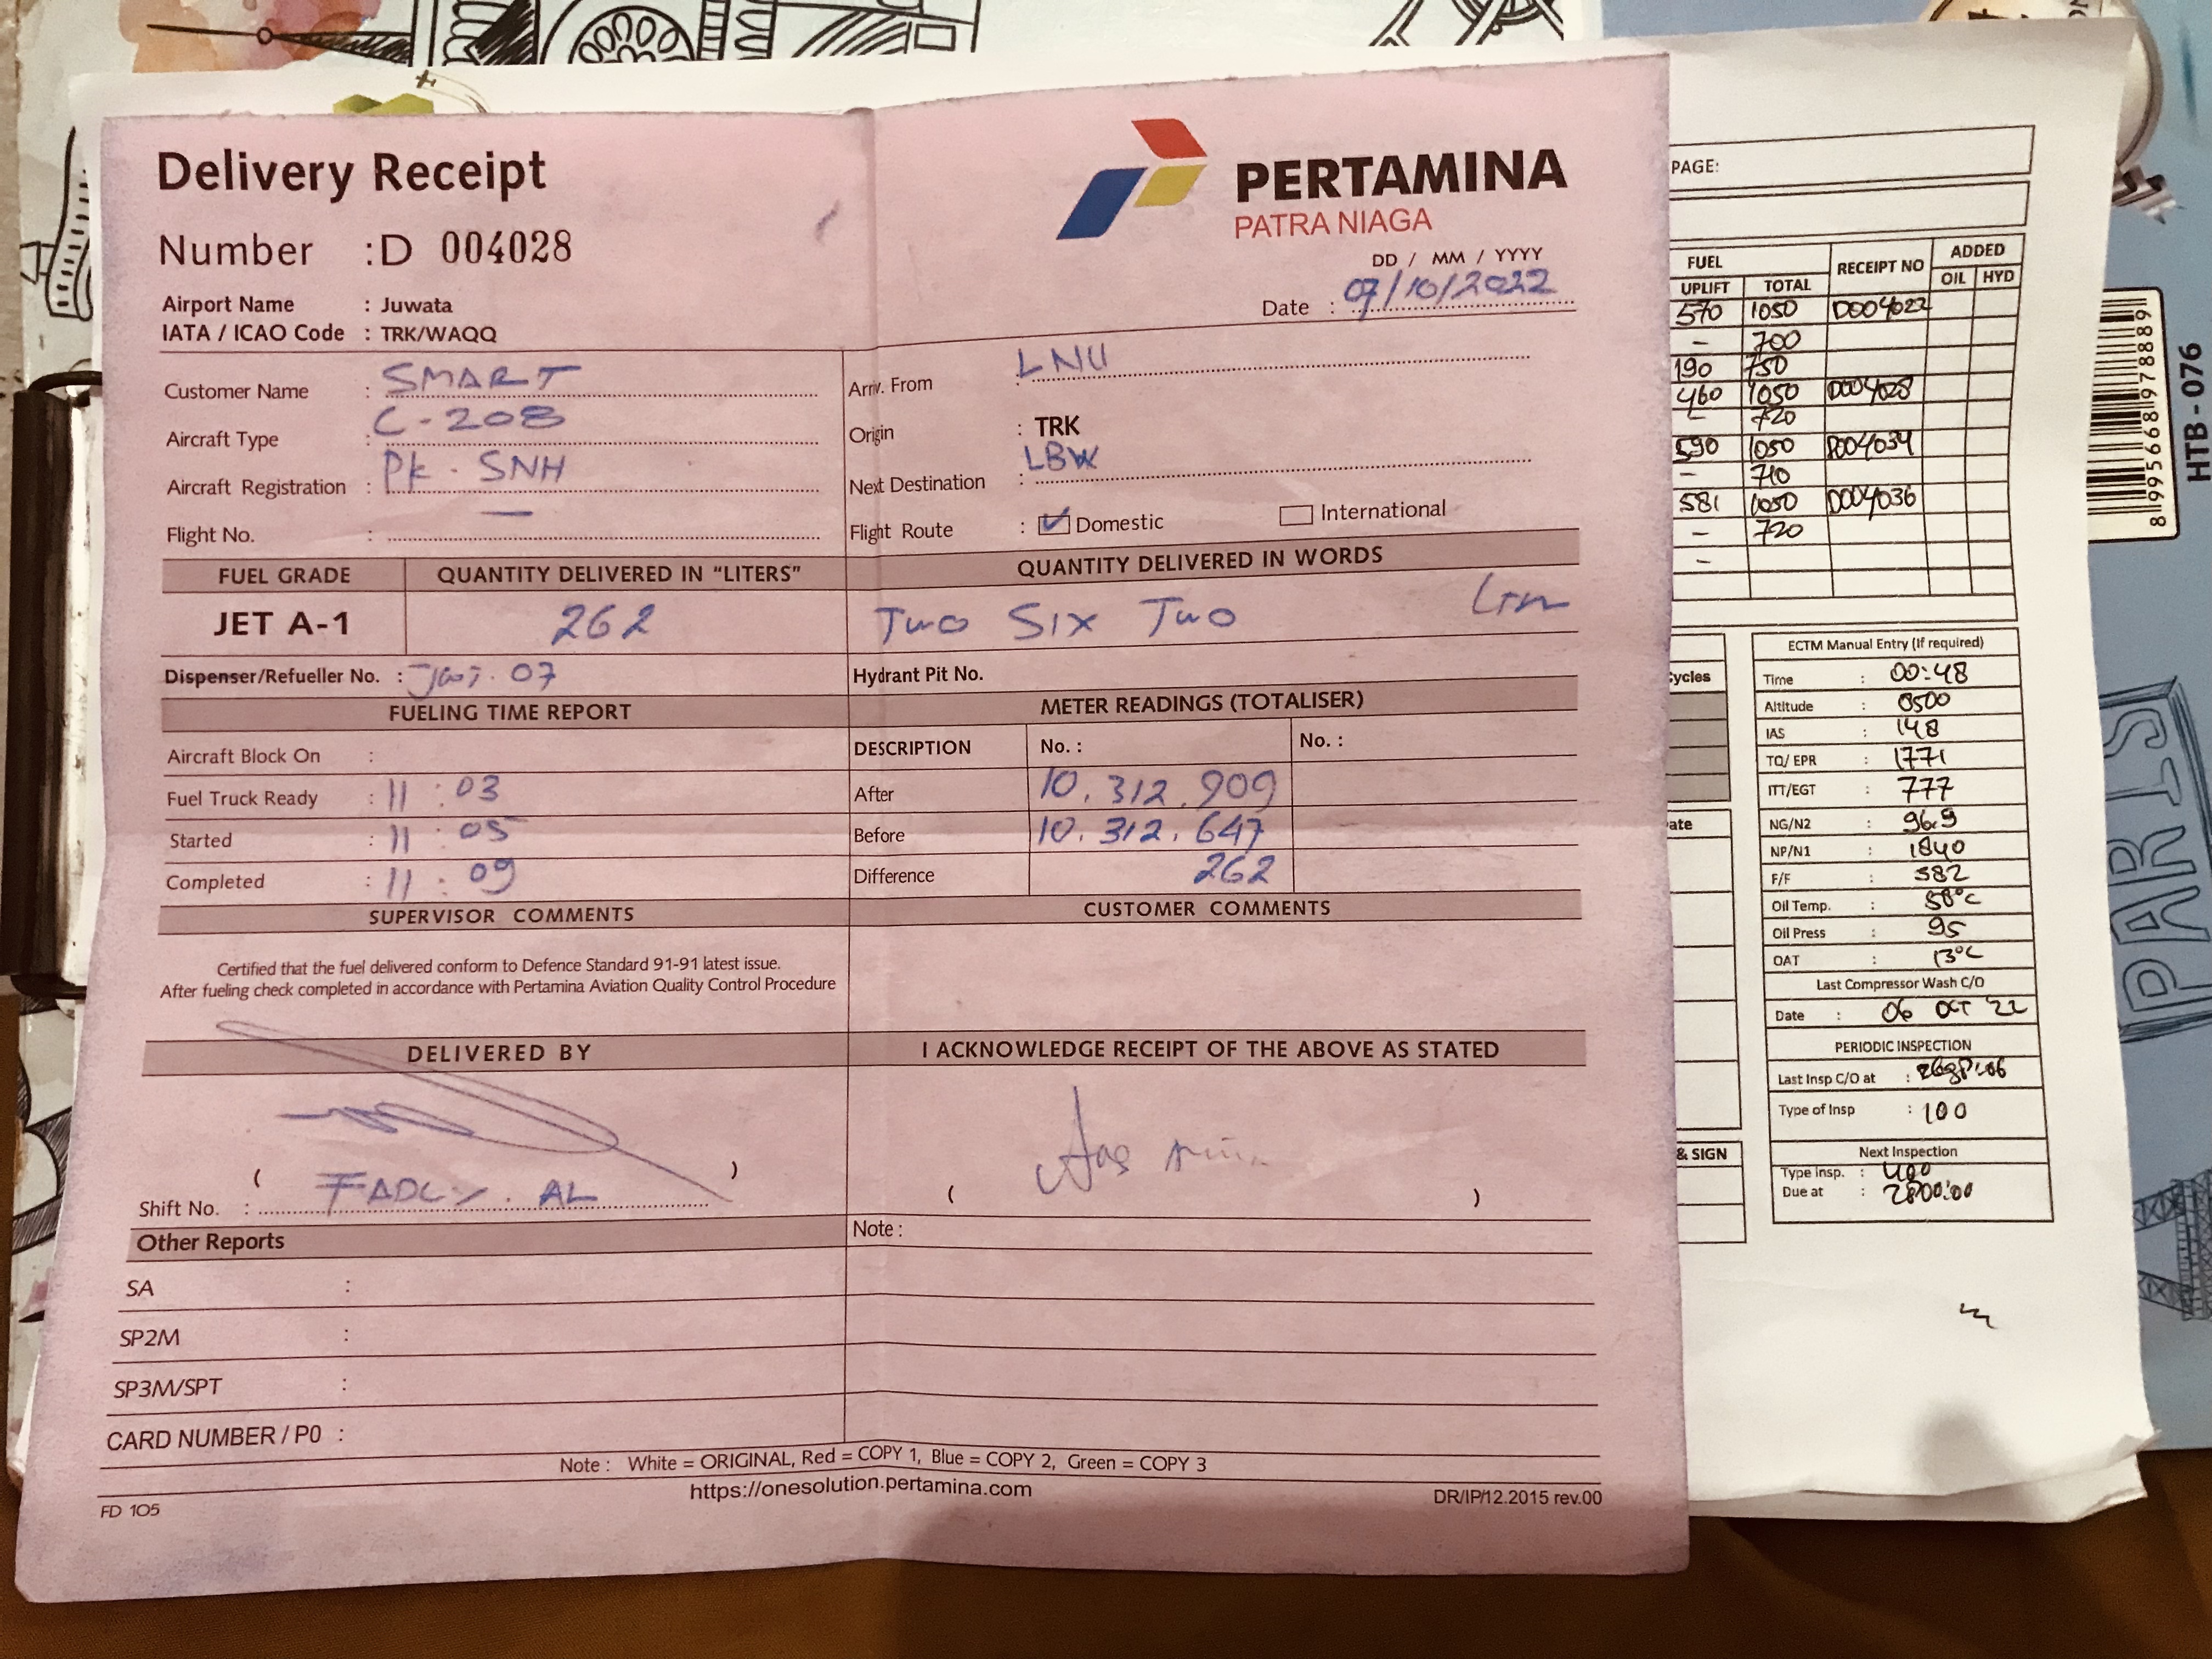 Delivery Receipt
PERTAMINA
PATRA NIAGA
Number : D 004028
DD / MM / YYYY
Date : 07/10/2022
Airport Name : Juwata
IATA / ICAO Code : TRK/WAQQ
Customer Name : SMART
Arriv. From : LNU
Aircraft Type : C-208
Origin : TRK
Aircraft Registration : PK - SNH
Next Destination : LBW
Flight No. : —
Flight Route : Domestic International
FUEL GRADE QUANTITY DELIVERED IN "LITERS" QUANTITY DELIVERED IN WORDS
JET A-1 262 Two Six Two
Dispenser/Refueller No. : 07
Hydrant Pit No.
FUELING TIME REPORT METER READINGS (TOTALISER)
Aircraft Block On :
DESCRIPTION No. : No. :
Fuel Truck Ready : 11 : 03
After 10.312.909
Started : 11 : 05
Before 10.312.647
Completed : 11 : 09
Difference 262
SUPERVISOR COMMENTS CUSTOMER COMMENTS
Certified that the fuel delivered conform to Defence Standard 91-91 latest issue.
After fueling check completed in accordance with Pertamina Aviation Quality Control Procedure
DELIVERED BY I ACKNOWLEDGE RECEIPT OF THE ABOVE AS STATED
( )
( )
Shift No. : FADLY. AL
Other Reports Note :
SA :
SP2M :
SP3M/SPT :
CARD NUMBER / P0 :
Note : White = ORIGINAL, Red = COPY 1, Blue = COPY 2, Green = COPY 3
https://onesolution.pertamina.com
FD 105
DR/IP/12.2015 rev.00
PAGE:
FUEL RECEIPT NO ADDED
UPLIFT TOTAL OIL HYD
570 1050 D004022
- 700
190 750
460 1050 D004028
- 720
590 1050 D004034
- 710
581 1050 D004036
- 720
-
Cycles
ate
& SIGN
ECTM Manual Entry (If required)
Time : 00:48
Altitude : 8500
IAS : 148
TQ/ EPR : 1771
ITT/EGT : 777
NG/N2 : 96.9
NP/N1 : 1840
F/F : 382
Oil Temp. : 58°C
Oil Press : 95
OAT : 13°C
Last Compressor Wash C/O
Date : 06 OCT '22
PERIODIC INSPECTION
Last Insp C/O at :
Type of Insp : 100
Next Inspection
Type Insp. : 400
Due at : 2800:00
8995668978889
HTB - 076
PARIS